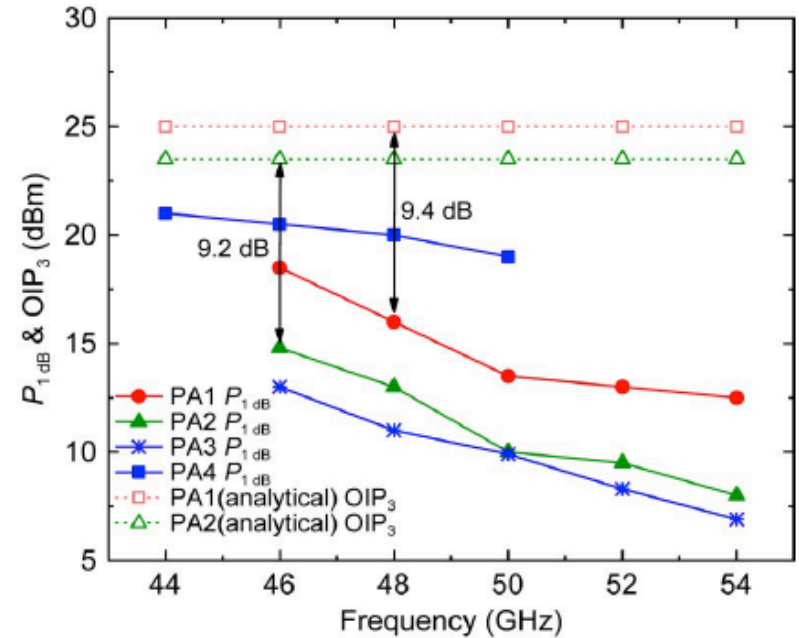 30
25
20
15
10
5
P1 dB & OIP3 (dBm)
9.4 dB
9.2 dB
PA1 P1 dB
PA2 P1 dB
PA3 P1 dB
PA4 P1 dB
PA1(analytical) OIP3
PA2(analytical) OIP3
44 46 48 50 52 54
Frequency (GHz)